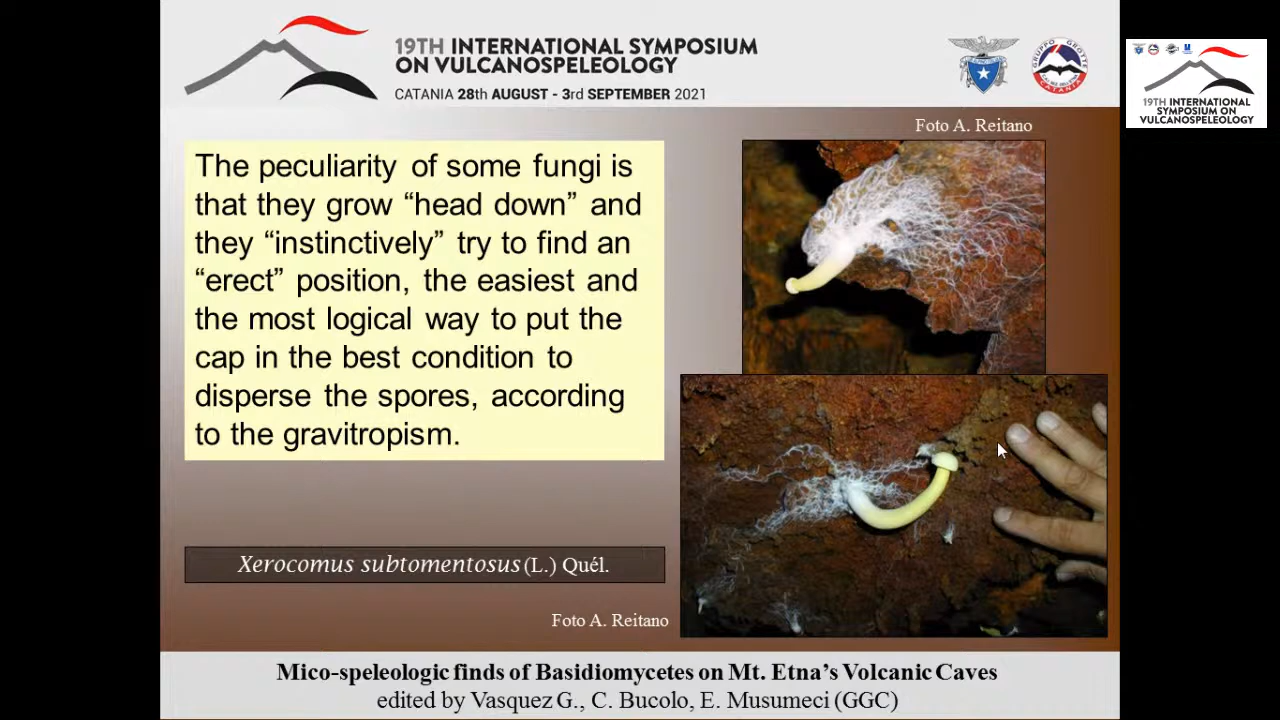 19TH INTERNATIONAL SYMPOSIUM
ON VULCANOSPELEOLOGY
CATANIA 28th AUGUST - 3rd SEPTEMBER 2021
GRUPPO GROTTE
CATANIA
19TH INTERNATIONAL
SYMPOSIUM ON
VULCANOSPELEOLOGY
Foto A. Reitano
The peculiarity of some fungi is
that they grow “head down” and
they “instinctively” try to find an
“erect” position, the easiest and
the most logical way to put the
cap in the best condition to
disperse the spores, according
to the gravitropism.
Xerocomus subtomentosus (L.) Quél.
Foto A. Reitano
Mico-speleologic finds of Basidiomycetes on Mt. Etna’s Volcanic Caves
edited by Vasquez G., C. Bucolo, E. Musumeci (GGC)